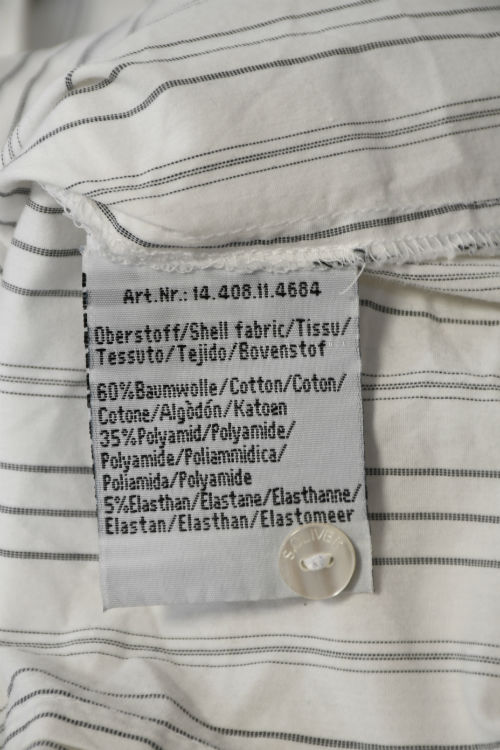 Art.Nr.: 14.408.11.4684
Oberstoff/Shell fabric/Tissu/
Tessuto/Tejido/Bovenstof
60%Baumwolle/Cotton/Coton/
Cotone/Algòdón/Katoen
35%Polyamid/Polyamide/
Polyamide/Poliammidica/
Poliamida/Polyamide
5%Elasthan/Elastane/Elasthanne/
Elastan/Elasthan/Elastomeer
S.OLIVER